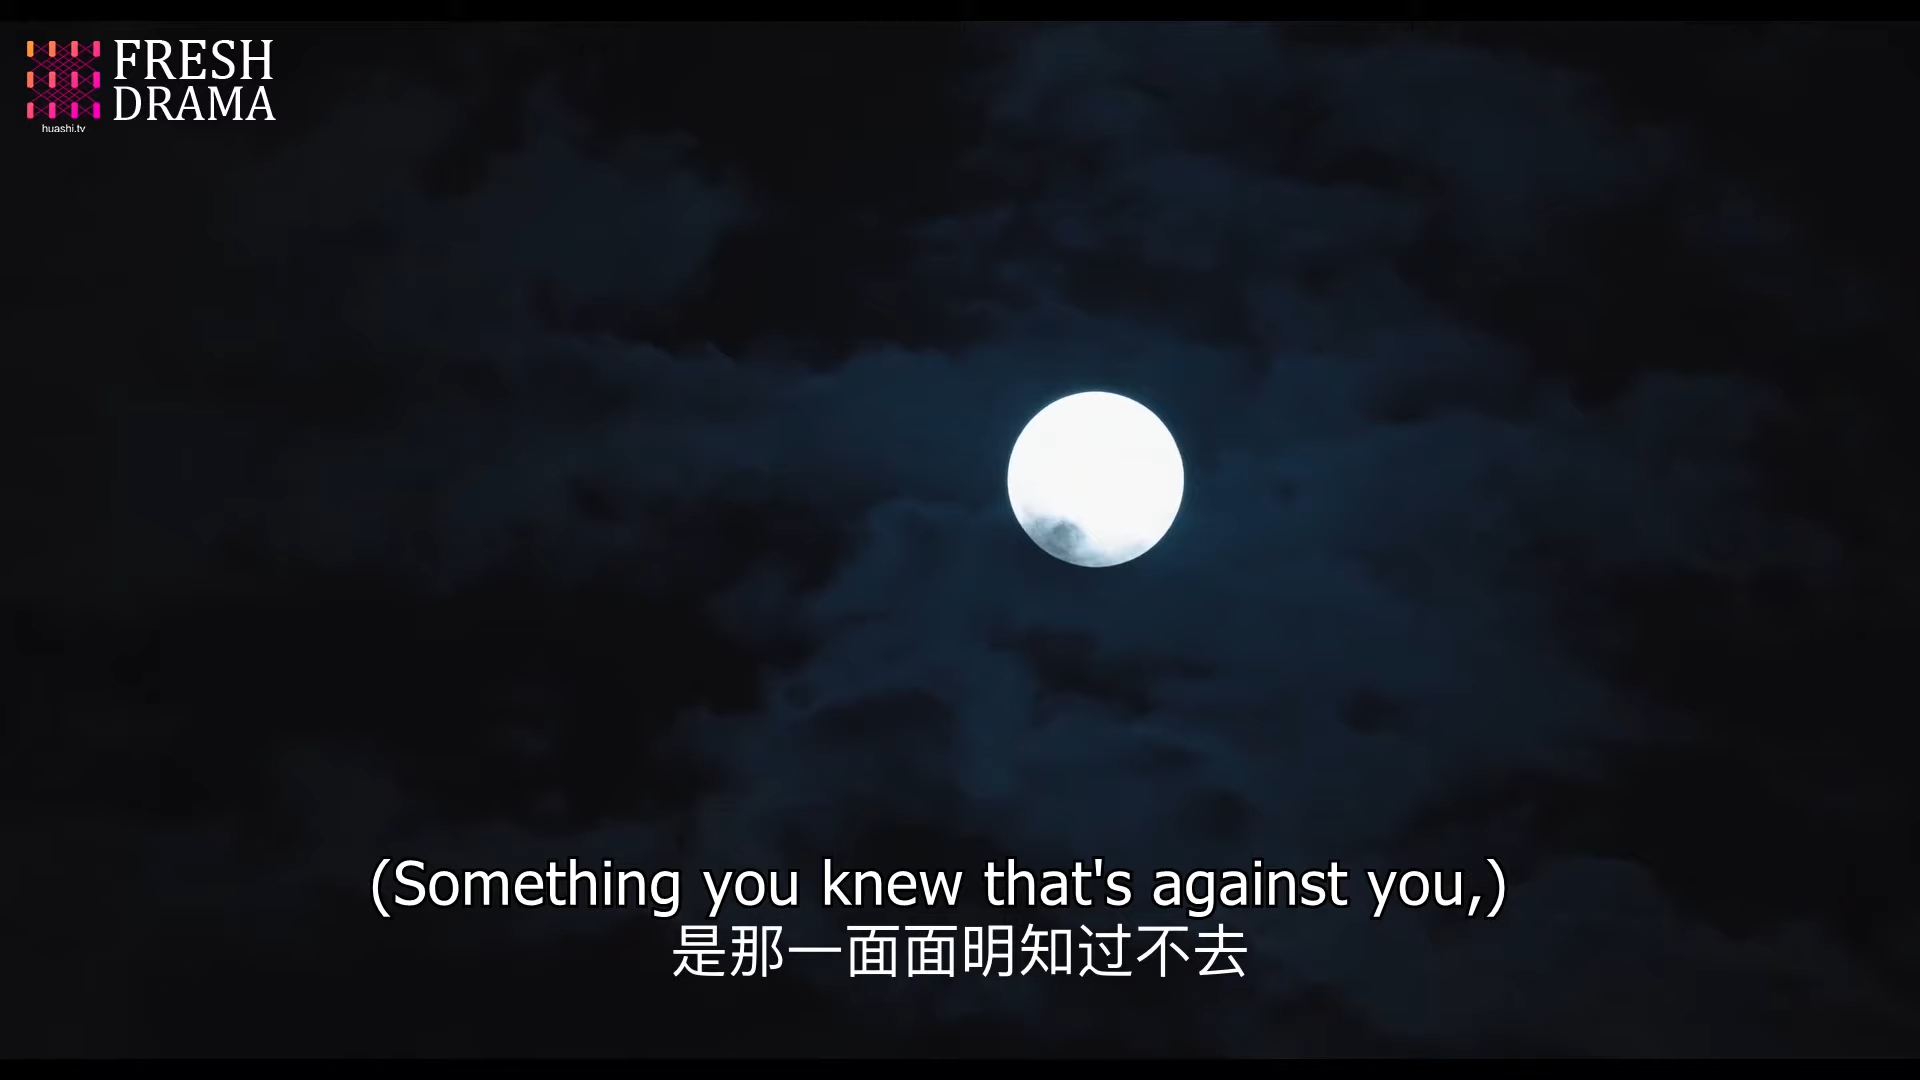 FRESH
DRAMA
huashi.tv
(Something you knew that's against you,)
是那一面面明知过不去